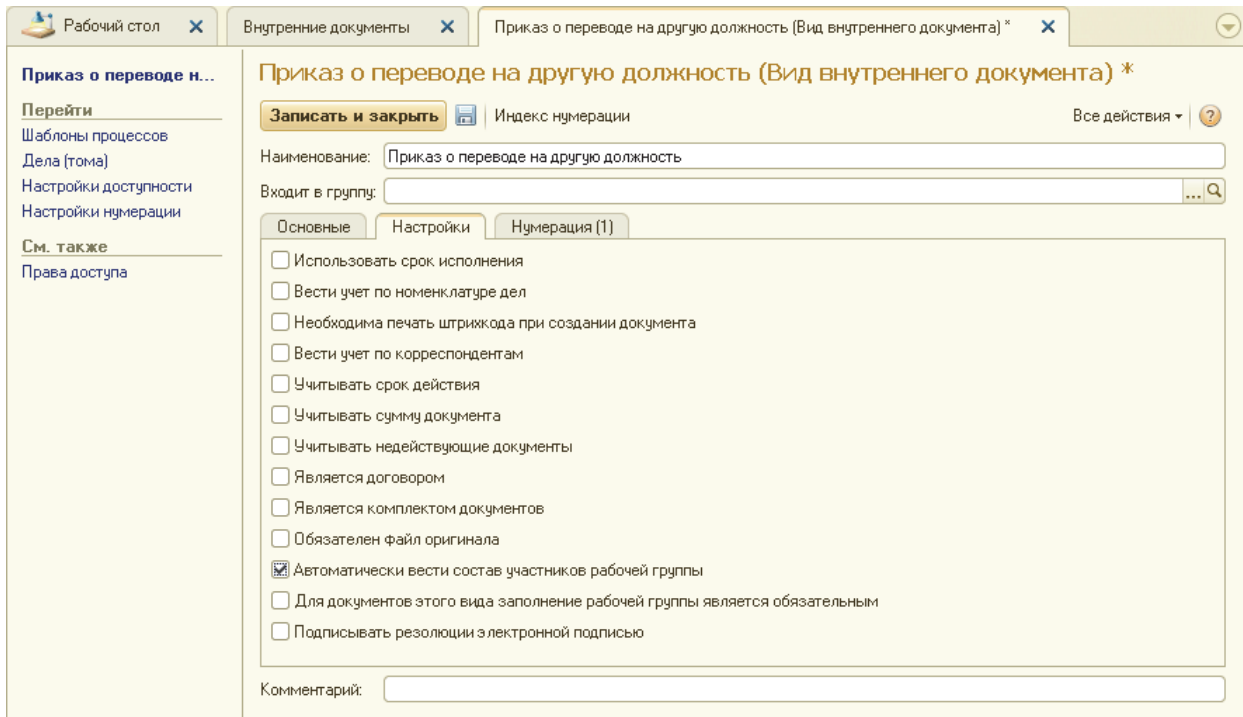 Рабочий стол
Внутренние документы
Приказ о переводе на другую должность (Вид внутреннего документа) *
Приказ о переводе н...
Перейти
Шаблоны процессов
Дела (тома)
Настройки доступности
Настройки нумерации
См. также
Права доступа
Приказ о переводе на другую должность (Вид внутреннего документа) *
Записать и закрыть Индекс нумерации Все действия ?
Наименование: Приказ о переводе на другую должность
Входит в группу: ...
Основные Настройки Нумерация (1)
Использовать срок исполнения
Вести учет по номенклатуре дел
Необходима печать штрихкода при создании документа
Вести учет по корреспондентам
Учитывать срок действия
Учитывать сумму документа
Учитывать недействующие документы
Является договором
Является комплектом документов
Обязателен файл оригинала
Автоматически вести состав участников рабочей группы
Для документов этого вида заполнение рабочей группы является обязательным
Подписывать резолюции электронной подписью
Комментарий: